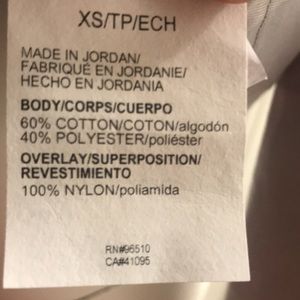 XS/TP/ECH
MADE IN JORDAN/
FABRIQUÉ EN JORDANIE/
HECHO EN JORDANIA
BODY/CORPS/CUERPO
60% COTTON/COTON/algodón
40% POLYESTER/poliéster
OVERLAY/SUPERPOSITION/
REVESTIMIENTO
100% NYLON/poliamida
RN#96510
CA#41095